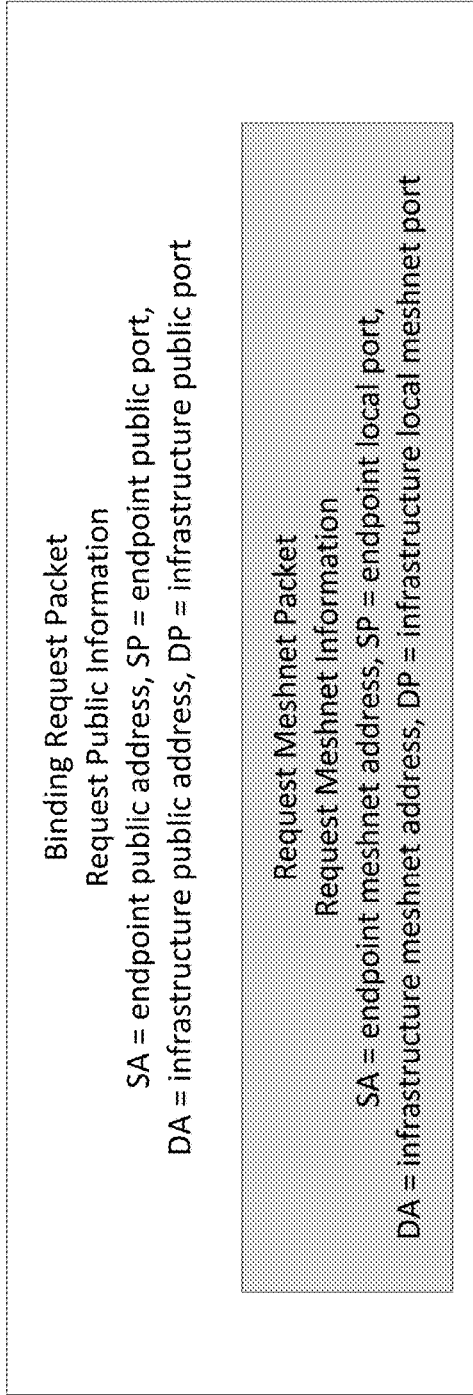 Binding Request Packet
Request Public Information
SA = endpoint public address, SP = endpoint public port,
DA = infrastructure public address, DP = infrastructure public port
Request Meshnet Packet
Request Meshnet Information
SA = endpoint meshnet address, SP = endpoint local port,
DA = infrastructure meshnet address, DP = infrastructure local meshnet port